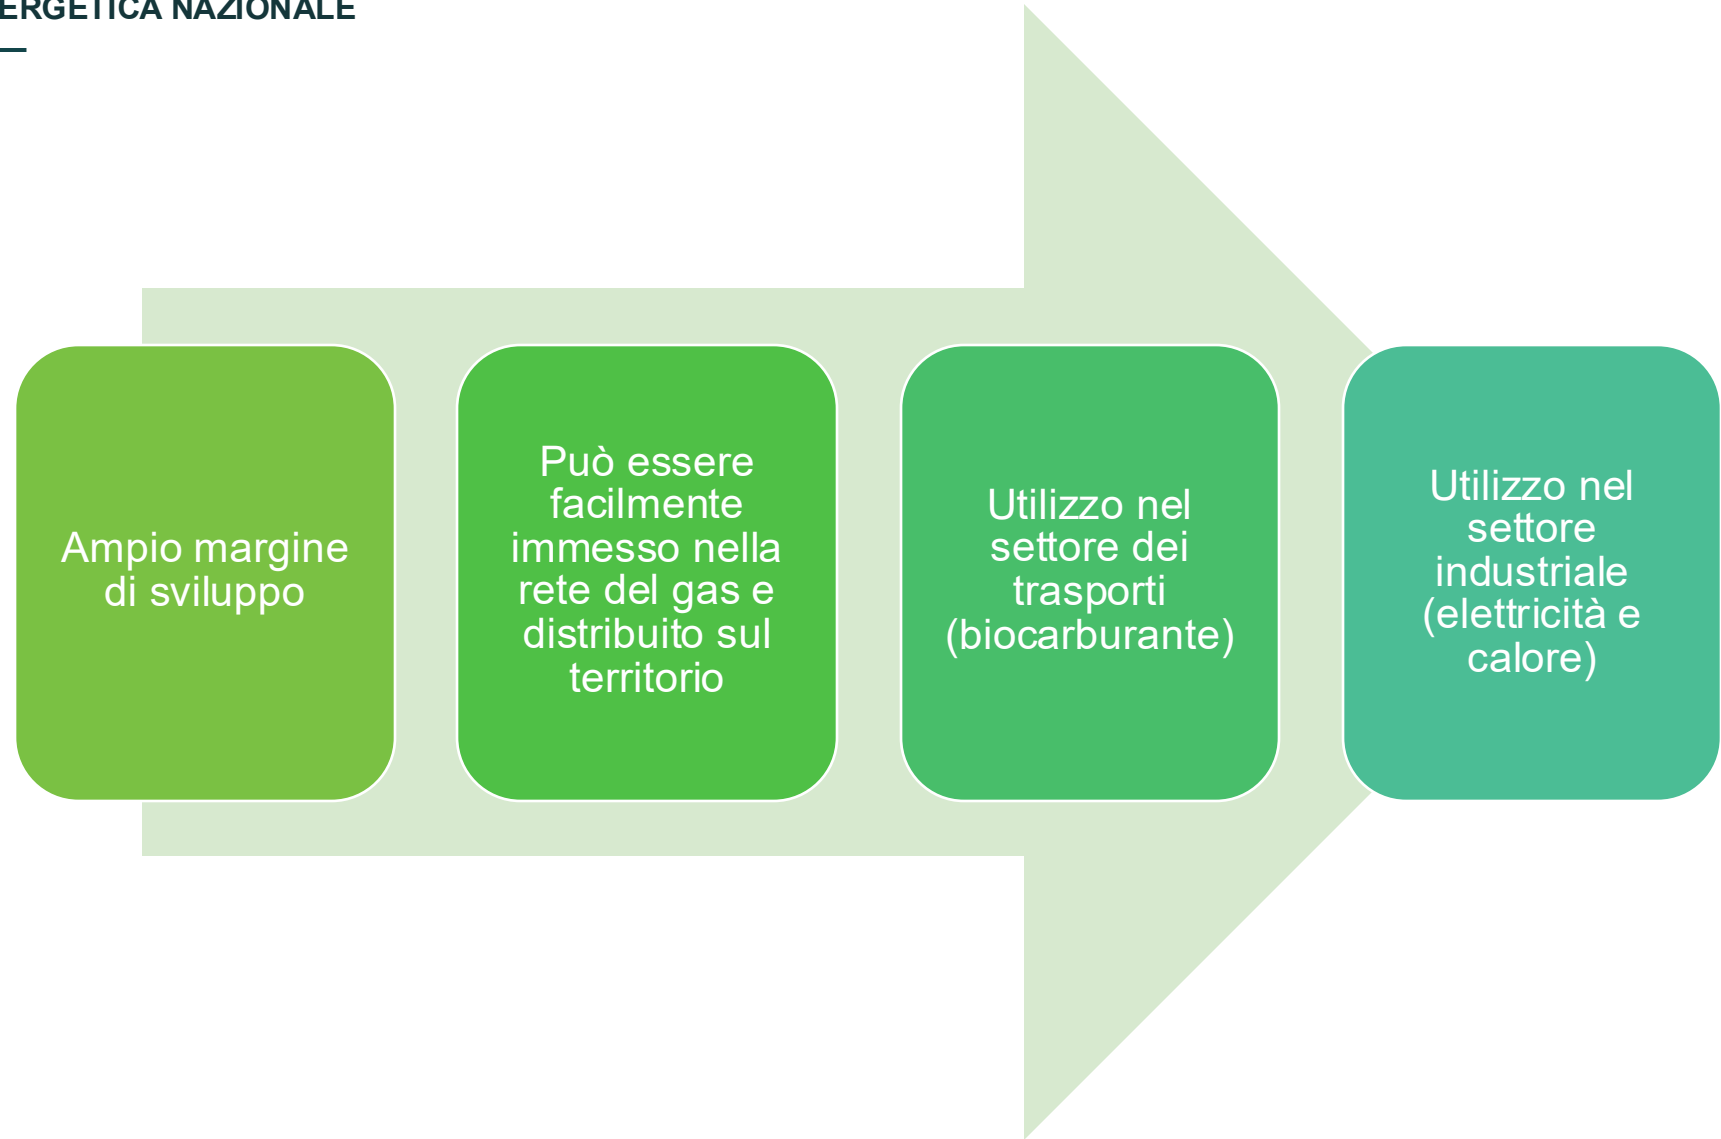 ERGETICA NAZIONALE
Ampio margine
di sviluppo
Può essere
facilmente
immesso nella
rete del gas e
distribuito sul
territorio
Utilizzo nel
settore dei
trasporti
(biocarburante)
Utilizzo nel
settore
industriale
(elettricità e
calore)